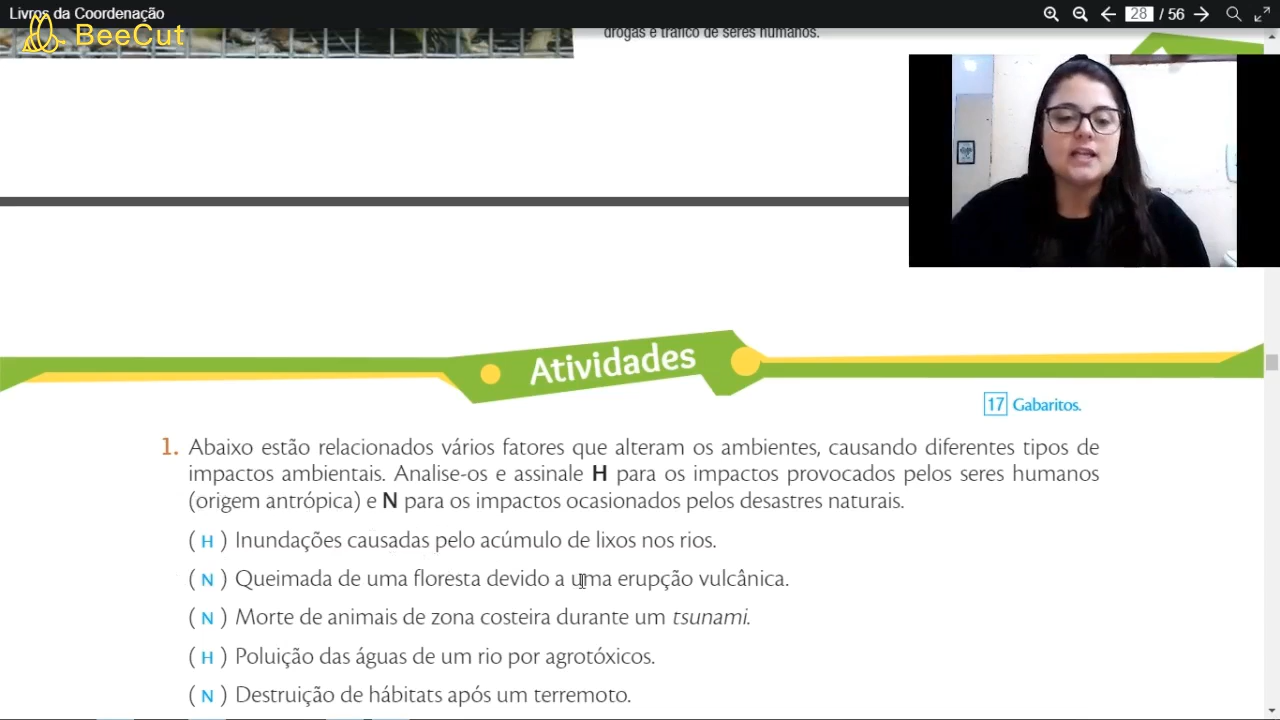 Livros da Coordenação
28 / 56
BeeCut
drogas e tráfico de seres humanos.
Atividades
17 Gabaritos.
1. Abaixo estão relacionados vários fatores que alteram os ambientes, causando diferentes tipos de
impactos ambientais. Analise-os e assinale H para os impactos provocados pelos seres humanos
(origem antrópica) e N para os impactos ocasionados pelos desastres naturais.
( H ) Inundações causadas pelo acúmulo de lixos nos rios.
( N ) Queimada de uma floresta devido a uma erupção vulcânica.
( N ) Morte de animais de zona costeira durante um tsunami.
( H ) Poluição das águas de um rio por agrotóxicos.
( N ) Destruição de hábitats após um terremoto.